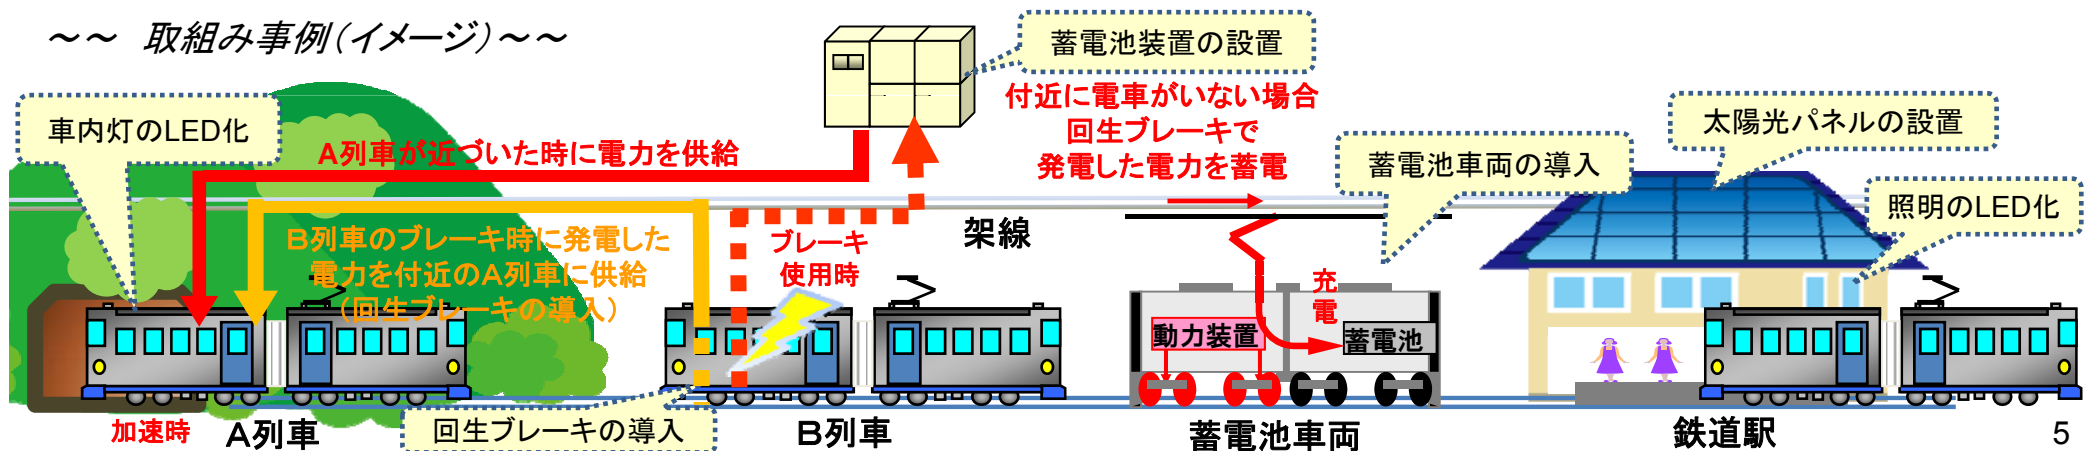 ～～ 取組み事例（イメージ）～～
蓄電池装置の設置
付近に電車がいない場合
回生ブレーキで
発電した電力を蓄電
車内灯のLED化
A列車が近づいた時に電力を供給
太陽光パネルの設置
蓄電池車両の導入
照明のLED化
B列車のブレーキ時に発電した
電力を付近のA列車に供給
（回生ブレーキの導入）
ブレーキ
使用時
架線
充
電
動力装置
蓄電池
加速時
A列車
回生ブレーキの導入
B列車
蓄電池車両
鉄道駅
5